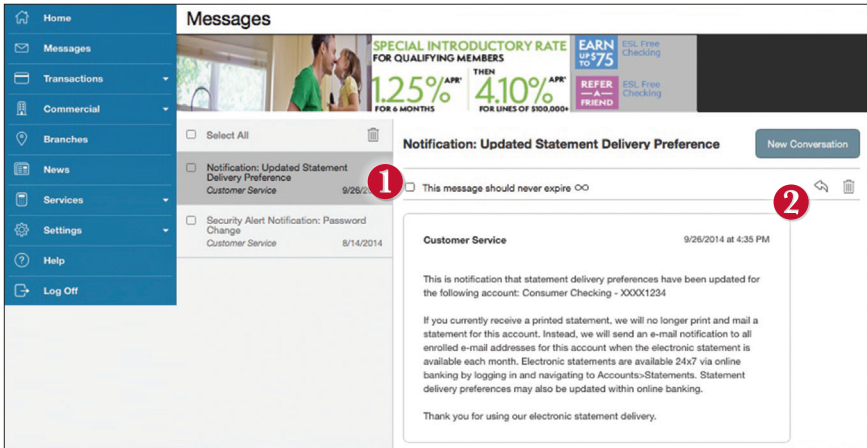 Home
Messages
Transactions
Commercial
Branches
News
Services
Settings
Help
Log Off
Messages
SPECIAL INTRODUCTORY RATE
FOR QUALIFYING MEMBERS
1.25% APR*
FOR 6 MONTHS
THEN
4.10% APR*
FOR LINES OF $100,000+
EARN
UP TO $75
ESL Free
Checking
REFER
—A—
FRIEND
ESL Free
Checking
Select All
Notification: Updated Statement
Delivery Preference
Customer Service 9/26/
Security Alert Notification: Password
Change
Customer Service 8/14/2014
Notification: Updated Statement Delivery Preference
New Conversation
1
This message should never expire ∞
2
Customer Service 9/26/2014 at 4:35 PM
This is notification that statement delivery preferences have been updated for
the following account: Consumer Checking - XXXX1234
If you currently receive a printed statement, we will no longer print and mail a
statement for this account. Instead, we will send an e-mail notification to all
enrolled e-mail addresses for this account when the electronic statement is
available each month. Electronic statements are available 24x7 via online
banking by logging in and navigating to Accounts>Statements. Statement
delivery preferences may also be updated within online banking.
Thank you for using our electronic statement delivery.